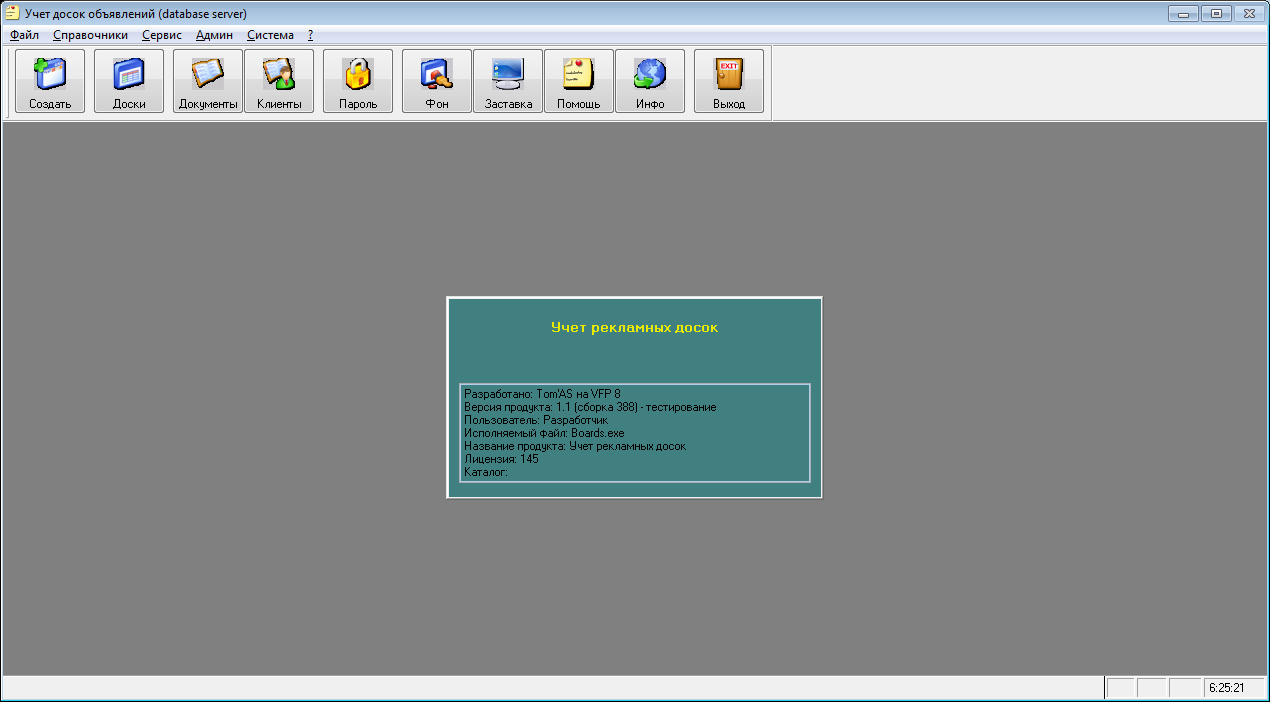 Учет досок объявлений (database server)
Файл Справочники Сервис Админ Система ?
Создать Доски Документы Клиенты Пароль Фон Заставка Помощь Инфо EXIT Выход
Учет рекламных досок
Разработано: Tom'AS на VFP 8
Версия продукта: 1.1 (сборка 388) - тестирование
Пользователь: Разработчик
Исполняемый файл: Boards.exe
Название продукта: Учет рекламных досок
Лицензия: 145
Каталог:
6:25:21